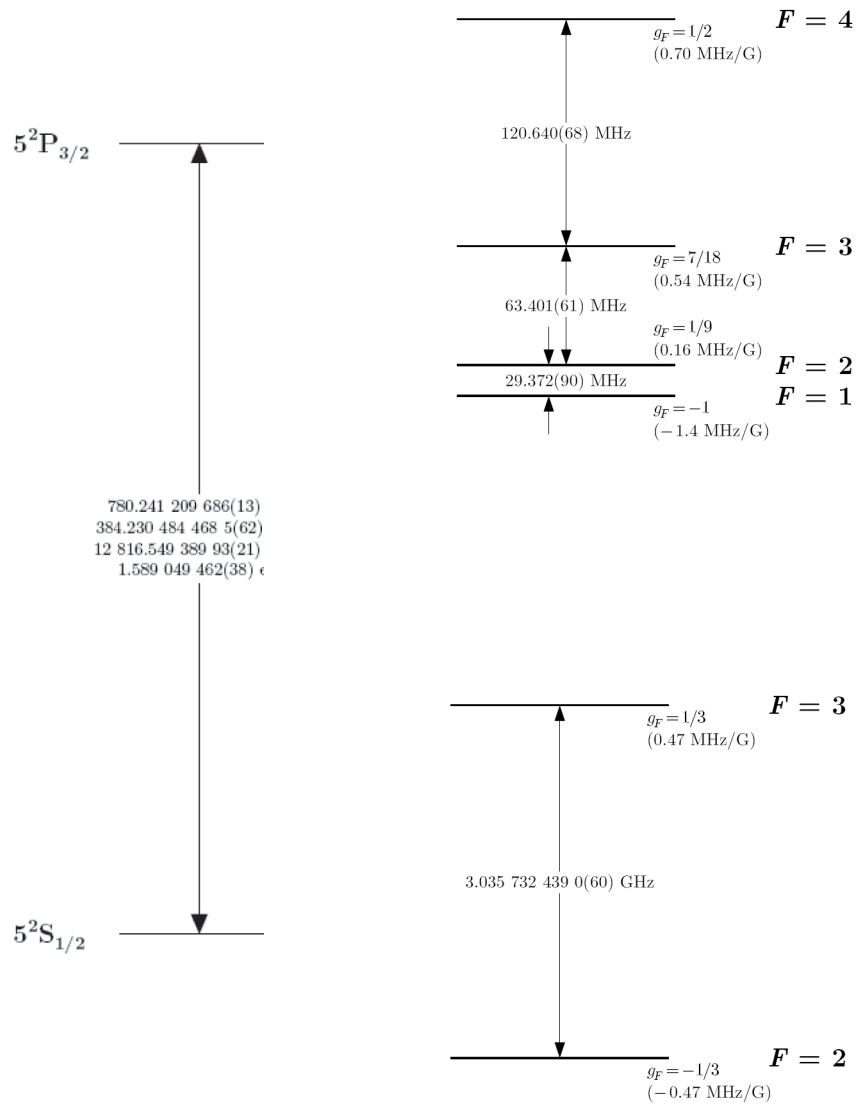 F = 4
g_F = 1/2
(0.70 MHz/G)
120.640(68) MHz
5²P₃/₂
F = 3
g_F = 7/18
(0.54 MHz/G)
63.401(61) MHz
g_F = 1/9
(0.16 MHz/G)
F = 2
29.372(90) MHz
F = 1
g_F = −1
(−1.4 MHz/G)
780.241 209 686(13)
384.230 484 468 5(62)
12 816.549 389 93(21)
1.589 049 462(38) e
F = 3
g_F = 1/3
(0.47 MHz/G)
3.035 732 439 0(60) GHz
5²S₁/₂
F = 2
g_F = −1/3
(−0.47 MHz/G)